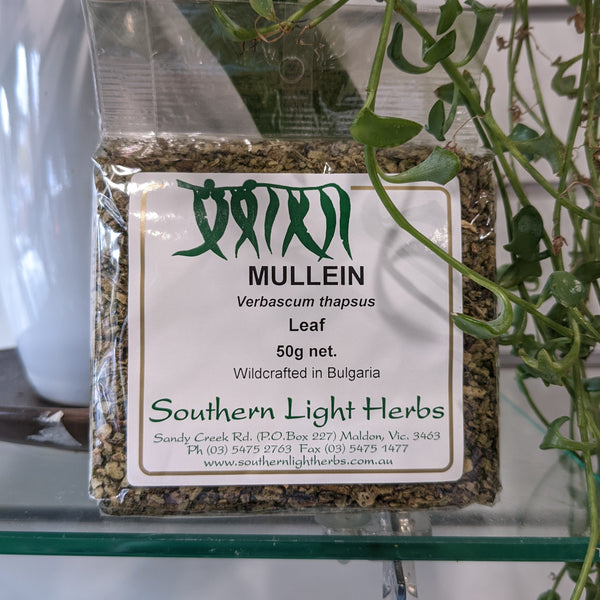 MULLEIN
Verbascum thapsus
Leaf
50g net.
Wildcrafted in Bulgaria
Southern Light Herbs
Sandy Creek Rd. (P.O.Box 227) Maldon, Vic. 3463
Ph (03) 5475 2763 Fax (03) 5475 1477
www.southernlightherbs.com.au